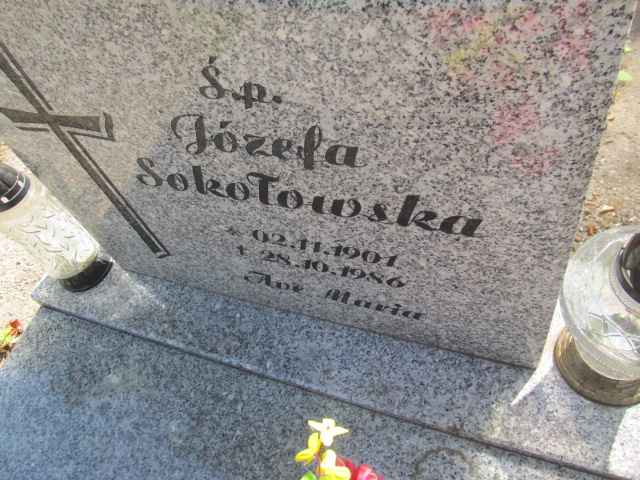 Ś.p.
Józefa
Sokołowska
* 02.11.1901
† 28.10.1986
Ave Maria